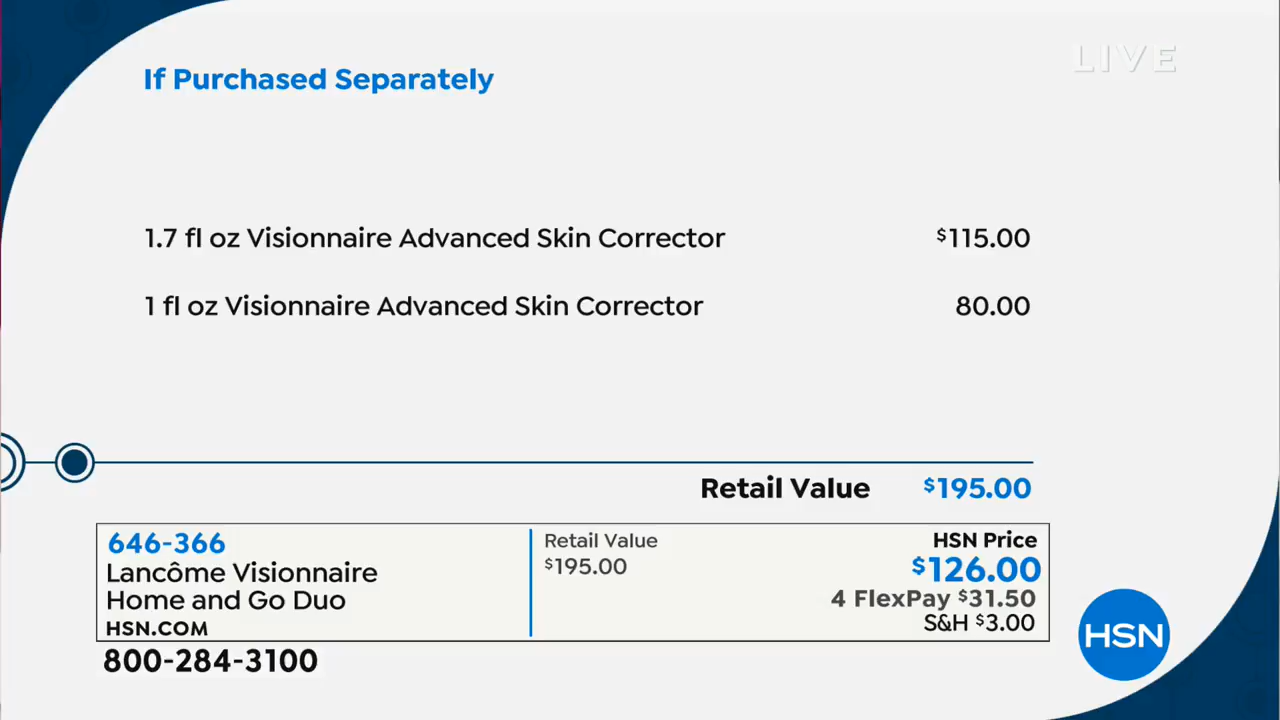 LIVE
If Purchased Separately
1.7 fl oz Visionnaire Advanced Skin Corrector $115.00
1 fl oz Visionnaire Advanced Skin Corrector 80.00
Retail Value $195.00
646-366
Lancôme Visionnaire
Home and Go Duo
HSN.COM
Retail Value
$195.00
HSN Price
$126.00
4 FlexPay $31.50
S&H $3.00
800-284-3100
HSN